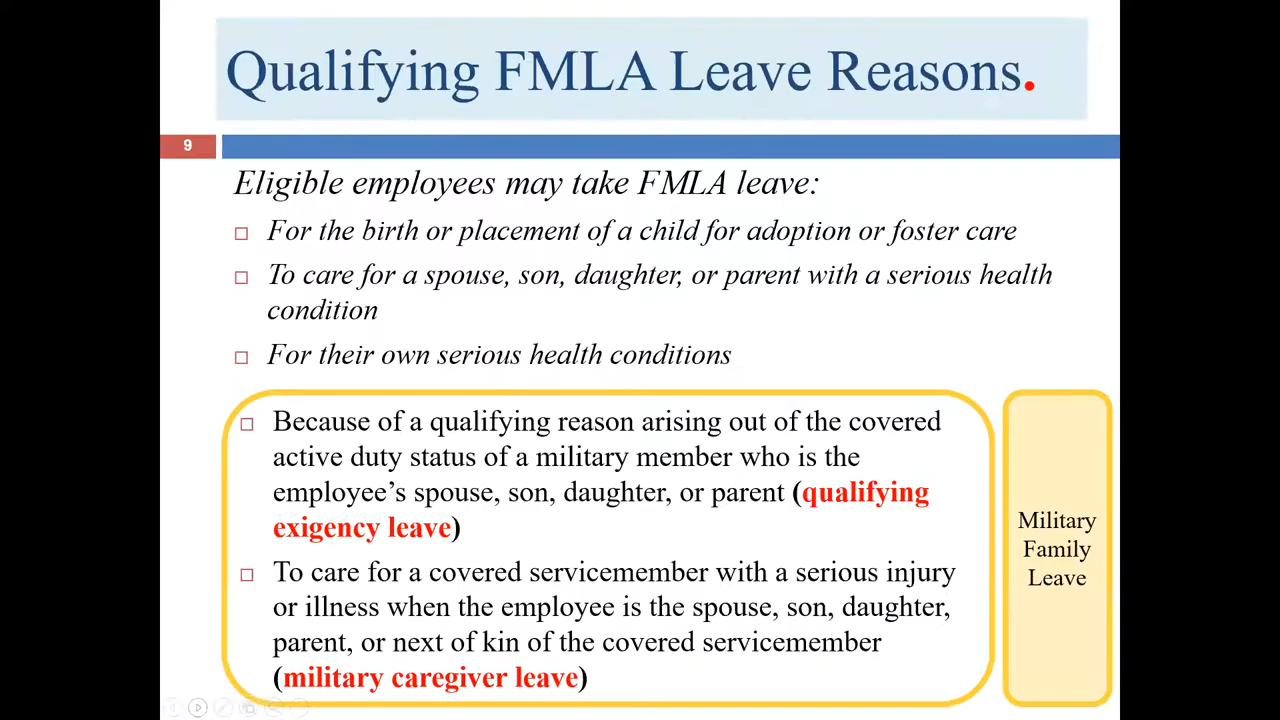 Qualifying FMLA Leave Reasons.
9
Eligible employees may take FMLA leave:
For the birth or placement of a child for adoption or foster care
To care for a spouse, son, daughter, or parent with a serious health
condition
For their own serious health conditions
Because of a qualifying reason arising out of the covered
active duty status of a military member who is the
employee’s spouse, son, daughter, or parent (qualifying
exigency leave)
To care for a covered servicemember with a serious injury
or illness when the employee is the spouse, son, daughter,
parent, or next of kin of the covered servicemember
(military caregiver leave)
Military
Family
Leave